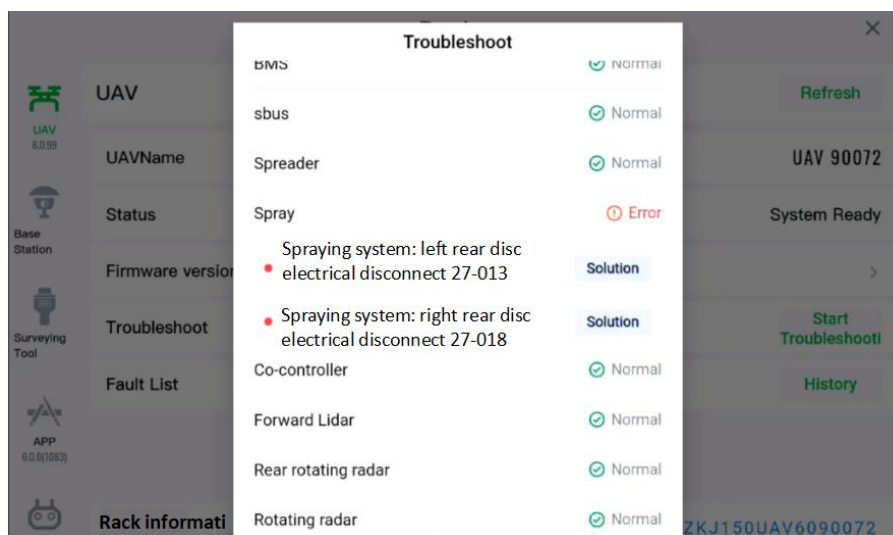 Troubleshoot
BMS Normal
UAV Refresh
sbus Normal
UAV
6.0.99
UAVName UAV 90072
Spreader Normal
Status System Ready
Spray Error
Base
Station
Spraying system: left rear disc
electrical disconnect 27-013 Solution
Firmware version
Spraying system: right rear disc
electrical disconnect 27-018 Solution
Troubleshoot Start
Troubleshooti
Surveying
Tool
Co-controller Normal
Fault List History
Forward Lidar Normal
APP
6.0.0(1083)
Rear rotating radar Normal
Rotating radar Normal
Rack informati ZKJ150UAV6090072